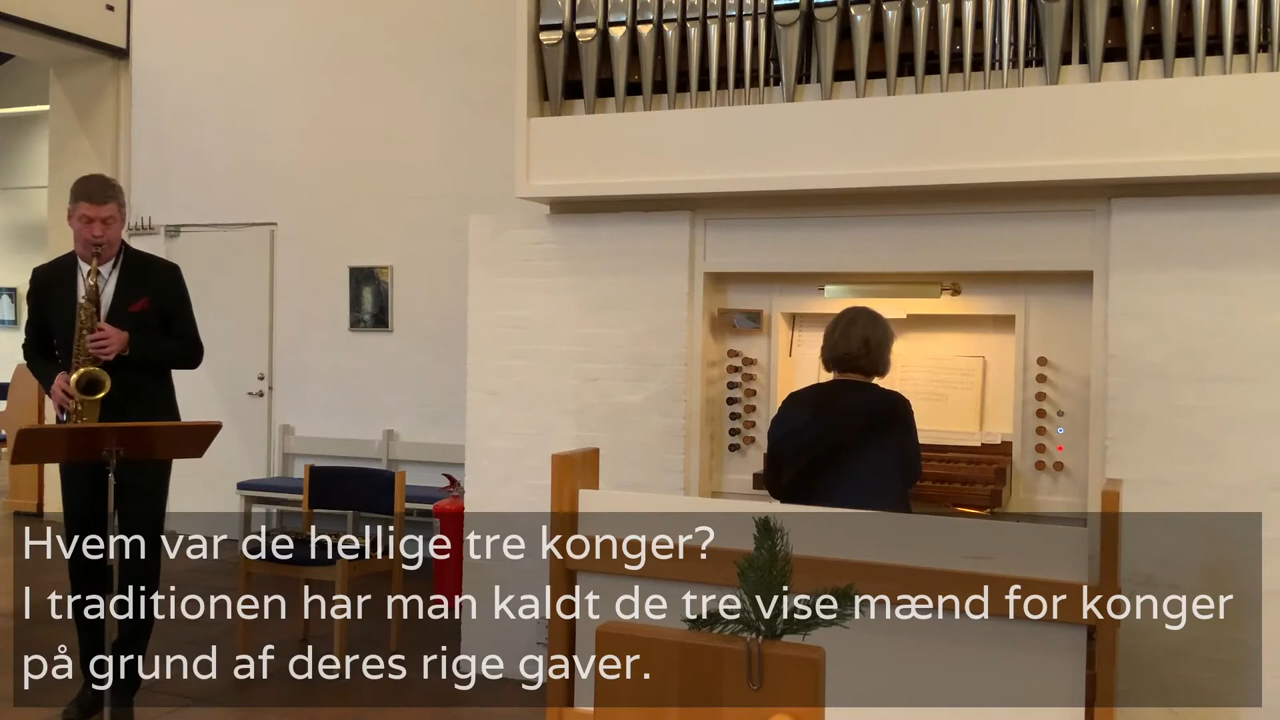 Hvem var de hellige tre konger?
I traditionen har man kaldt de tre vise mænd for konger
på grund af deres rige gaver.